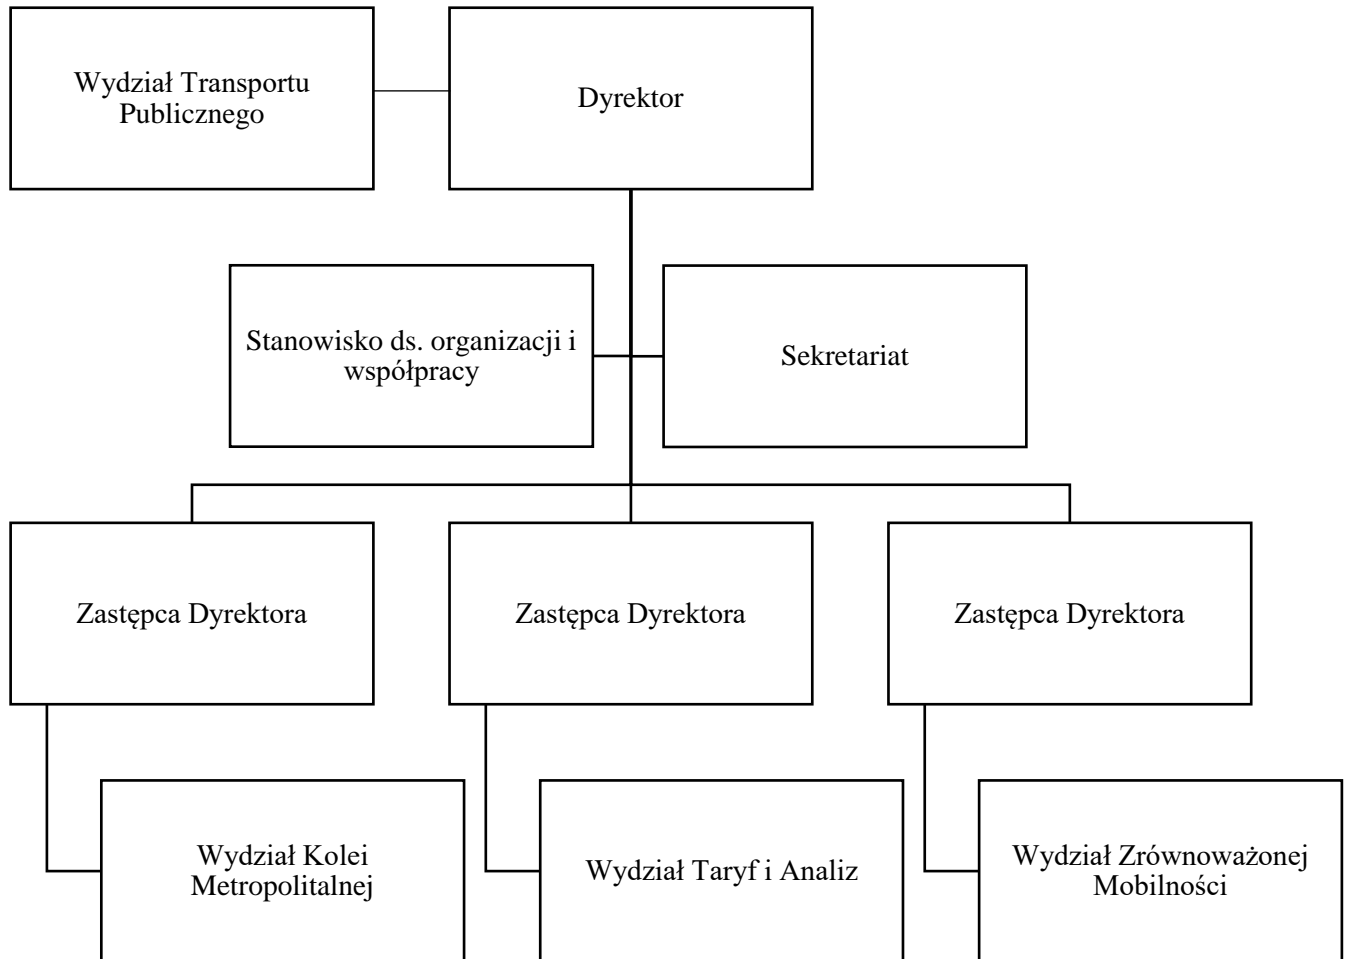 Wydział Transportu
Publicznego
Dyrektor
Stanowisko ds. organizacji i
współpracy
Sekretariat
Zastępca Dyrektora
Zastępca Dyrektora
Zastępca Dyrektora
Wydział Kolei
Metropolitalnej
Wydział Taryf i Analiz
Wydział Zrównoważonej
Mobilności